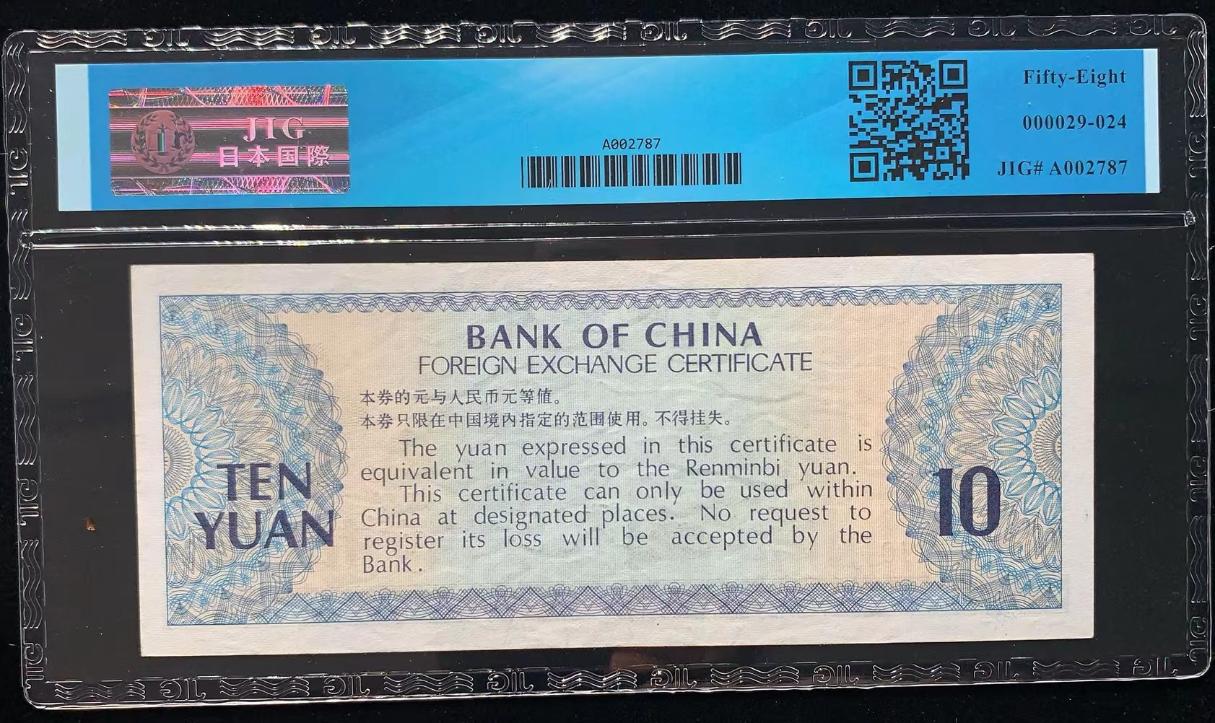 JIG
日本国際
A002787
Fifty-Eight
000029-024
JIG# A002787
BANK OF CHINA
FOREIGN EXCHANGE CERTIFICATE
本券的元与人民币元等值。
本券只限在中国境内指定的范围使用。不得挂失。
The yuan expressed in this certificate is
equivalent in value to the Renminbi yuan.
This certificate can only be used within
China at designated places. No request to
register its loss will be accepted by the
Bank.
TEN
YUAN
10